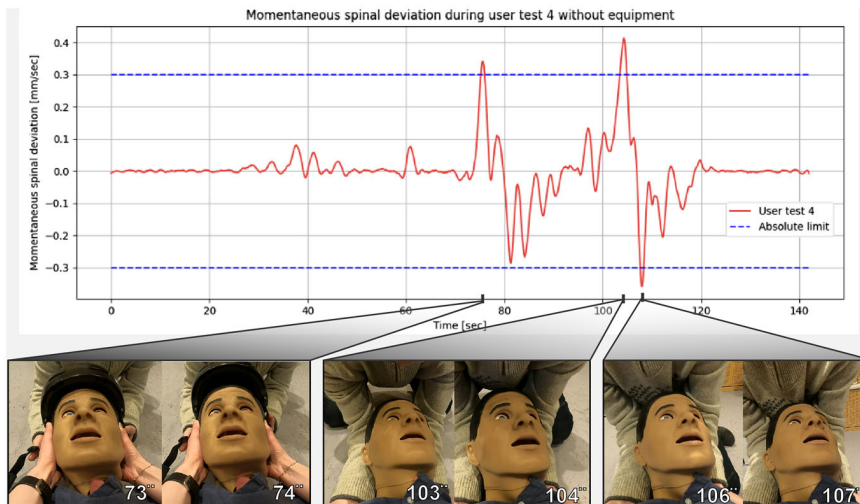 Momentaneous spinal deviation during user test 4 without equipment
Momentaneous spinal deviation [mm/sec]
0.4
0.3
0.2
0.1
0.0
−0.1
−0.2
−0.3
User test 4
Absolute limit
0 20 40 60 80 100 120 140
Time [sec]
73¨ 74¨ 103¨ 104¨ 106¨ 107¨